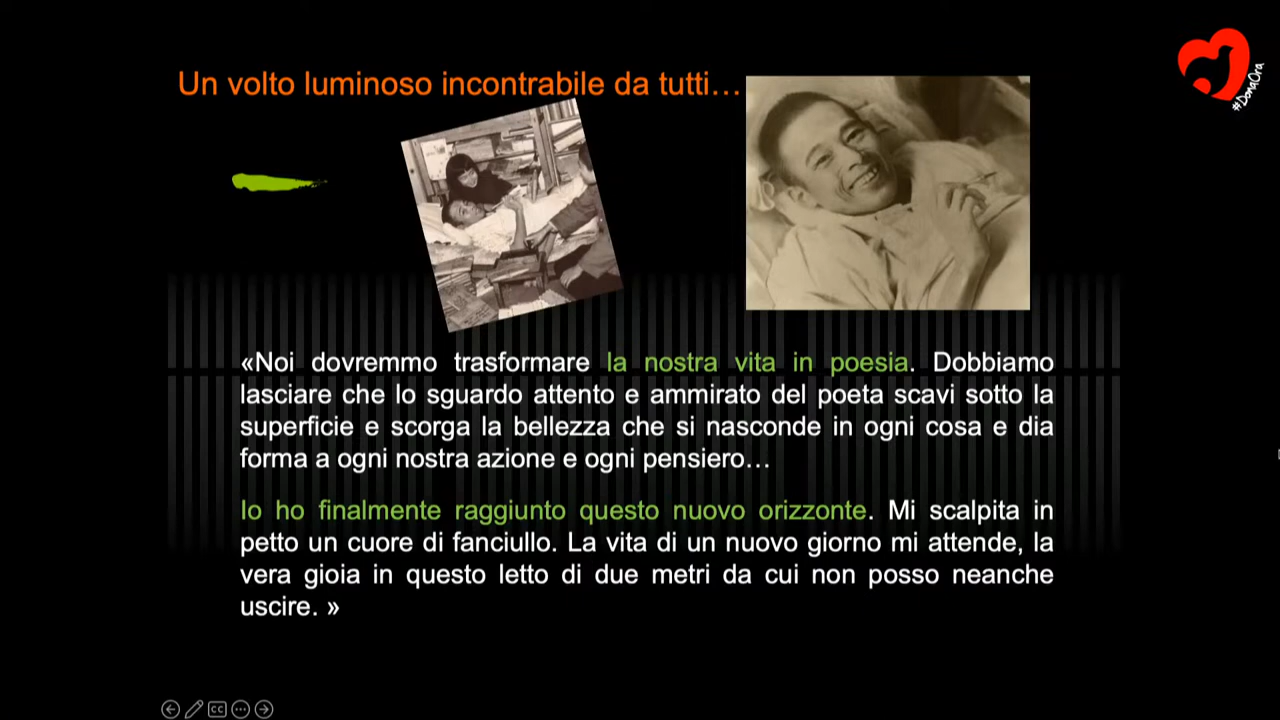 Un volto luminoso incontrabile da tutti…
#DonaOra
«Noi dovremmo trasformare la nostra vita in poesia. Dobbiamo
lasciare che lo sguardo attento e ammirato del poeta scavi sotto la
superficie e scorga la bellezza che si nasconde in ogni cosa e dia
forma a ogni nostra azione e ogni pensiero…
Io ho finalmente raggiunto questo nuovo orizzonte. Mi scalpita in
petto un cuore di fanciullo. La vita di un nuovo giorno mi attende, la
vera gioia in questo letto di due metri da cui non posso neanche
uscire. »
CC